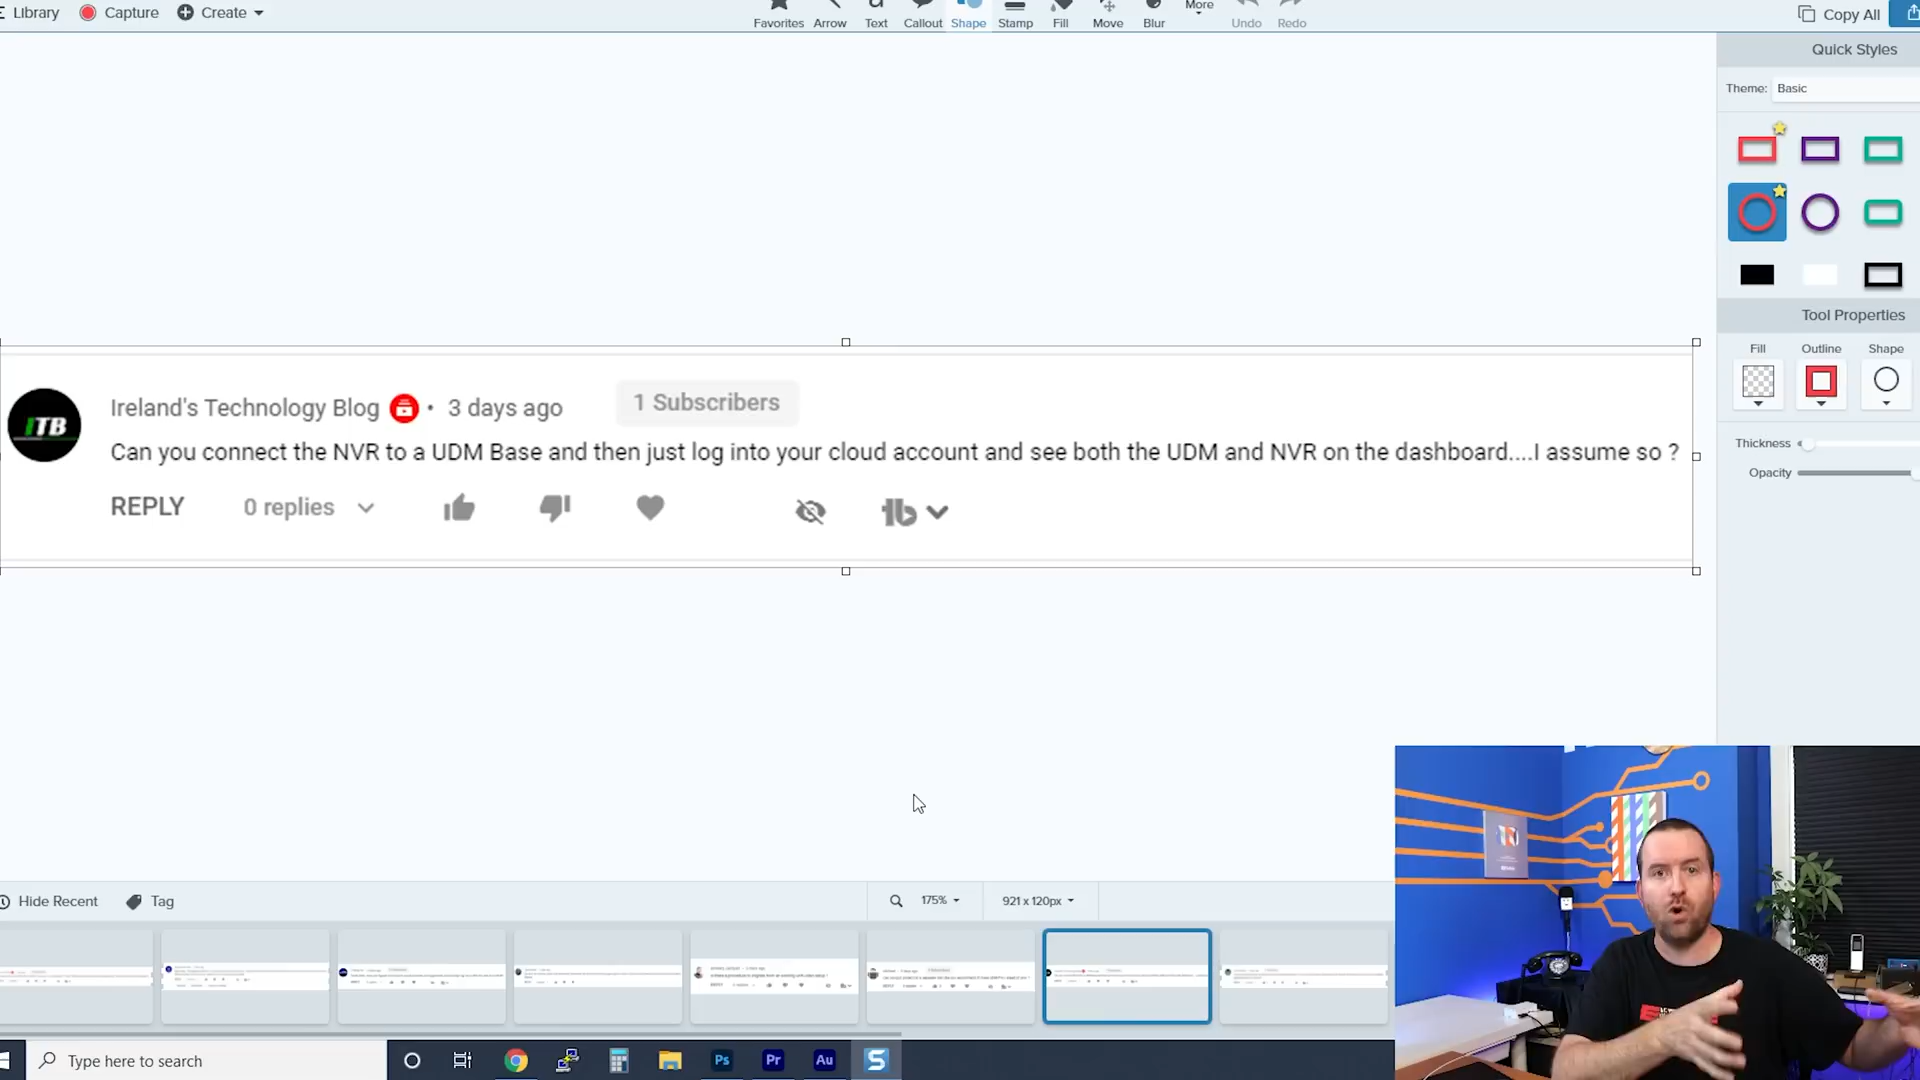 Library Capture Create
Favorites Arrow Text Callout Shape Stamp Fill Move Blur More Undo Redo
Copy All
Quick Styles
Theme: Basic
Tool Properties
Fill Outline Shape
Thickness
Opacity
ITB
Ireland's Technology Blog • 3 days ago 1 Subscribers
Can you connect the NVR to a UDM Base and then just log into your cloud account and see both the UDM and NVR on the dashboard....I assume so ?
REPLY 0 replies
Hide Recent Tag
175% 921 x 120px
Type here to search
Ps Pr Au S